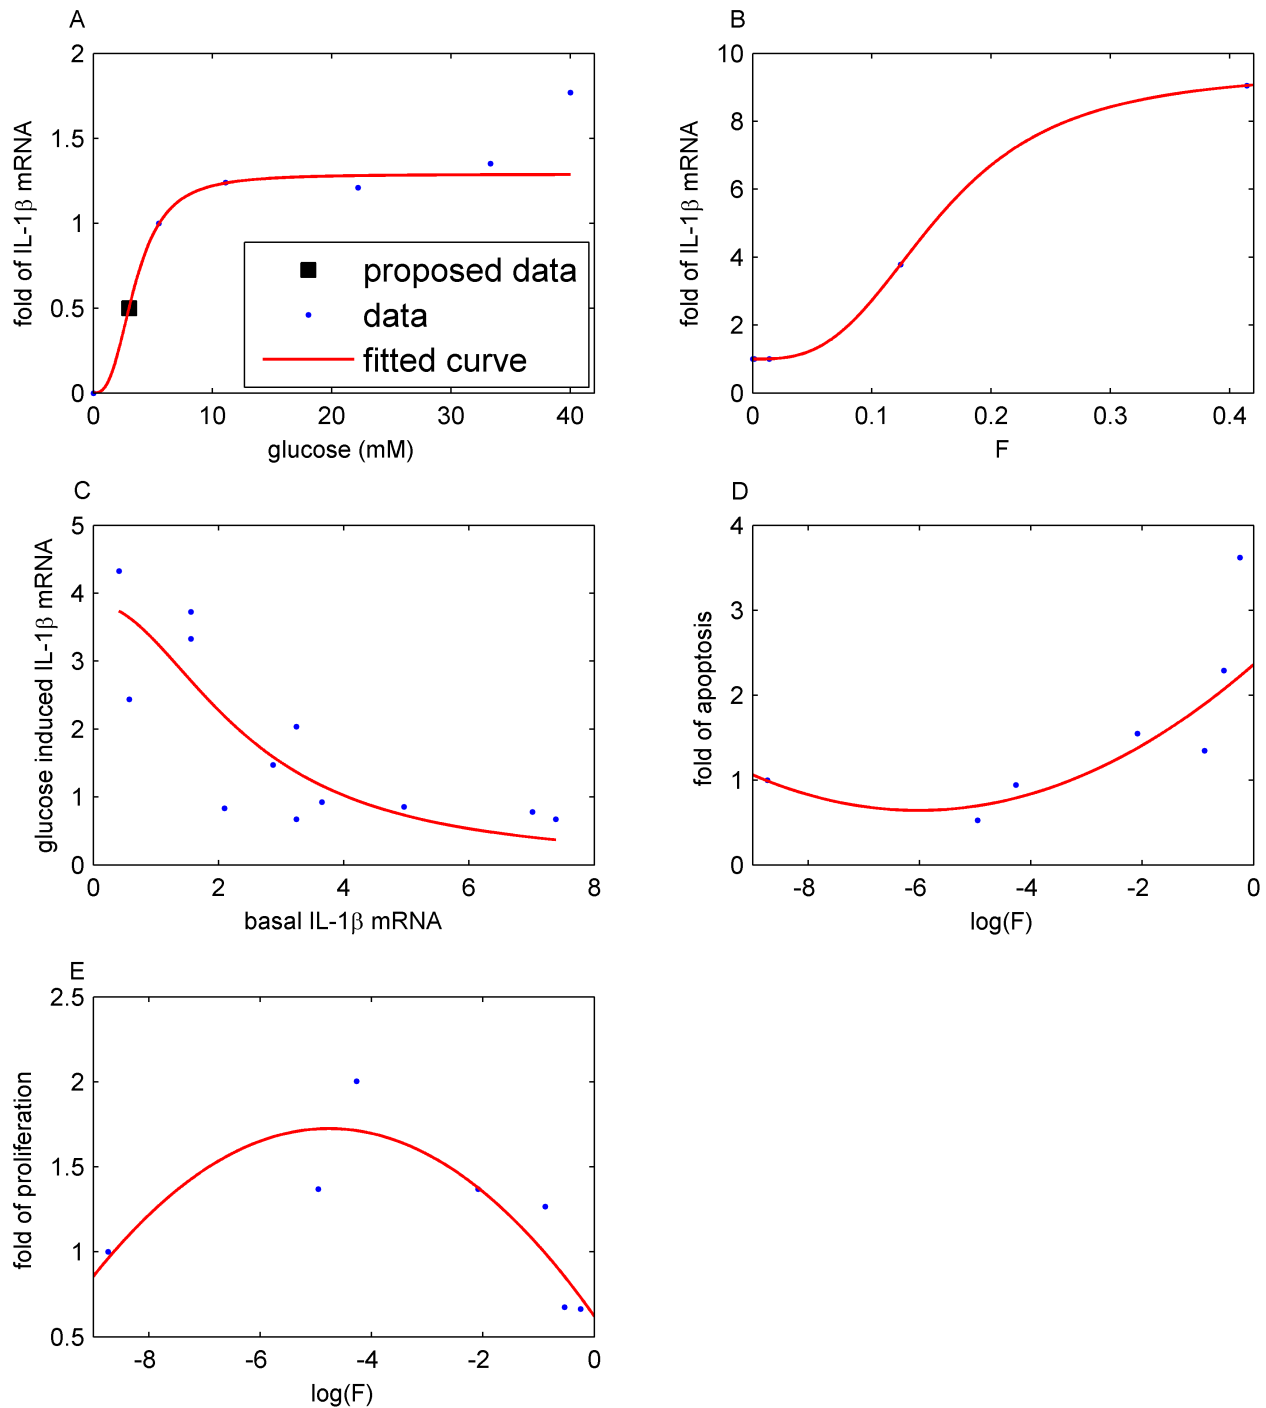 A
2
1.5
1
0.5
0
0 10 20 30 40
fold of IL-1β mRNA
glucose (mM)
proposed data
data
fitted curve
B
10
8
6
4
2
0
0 0.1 0.2 0.3 0.4
fold of IL-1β mRNA
F
C
5
4
3
2
1
0
0 2 4 6 8
glucose induced IL-1β mRNA
basal IL-1β mRNA
D
4
3
2
1
0
-8 -6 -4 -2 0
fold of apoptosis
log(F)
E
2.5
2
1.5
1
0.5
-8 -6 -4 -2 0
fold of proliferation
log(F)